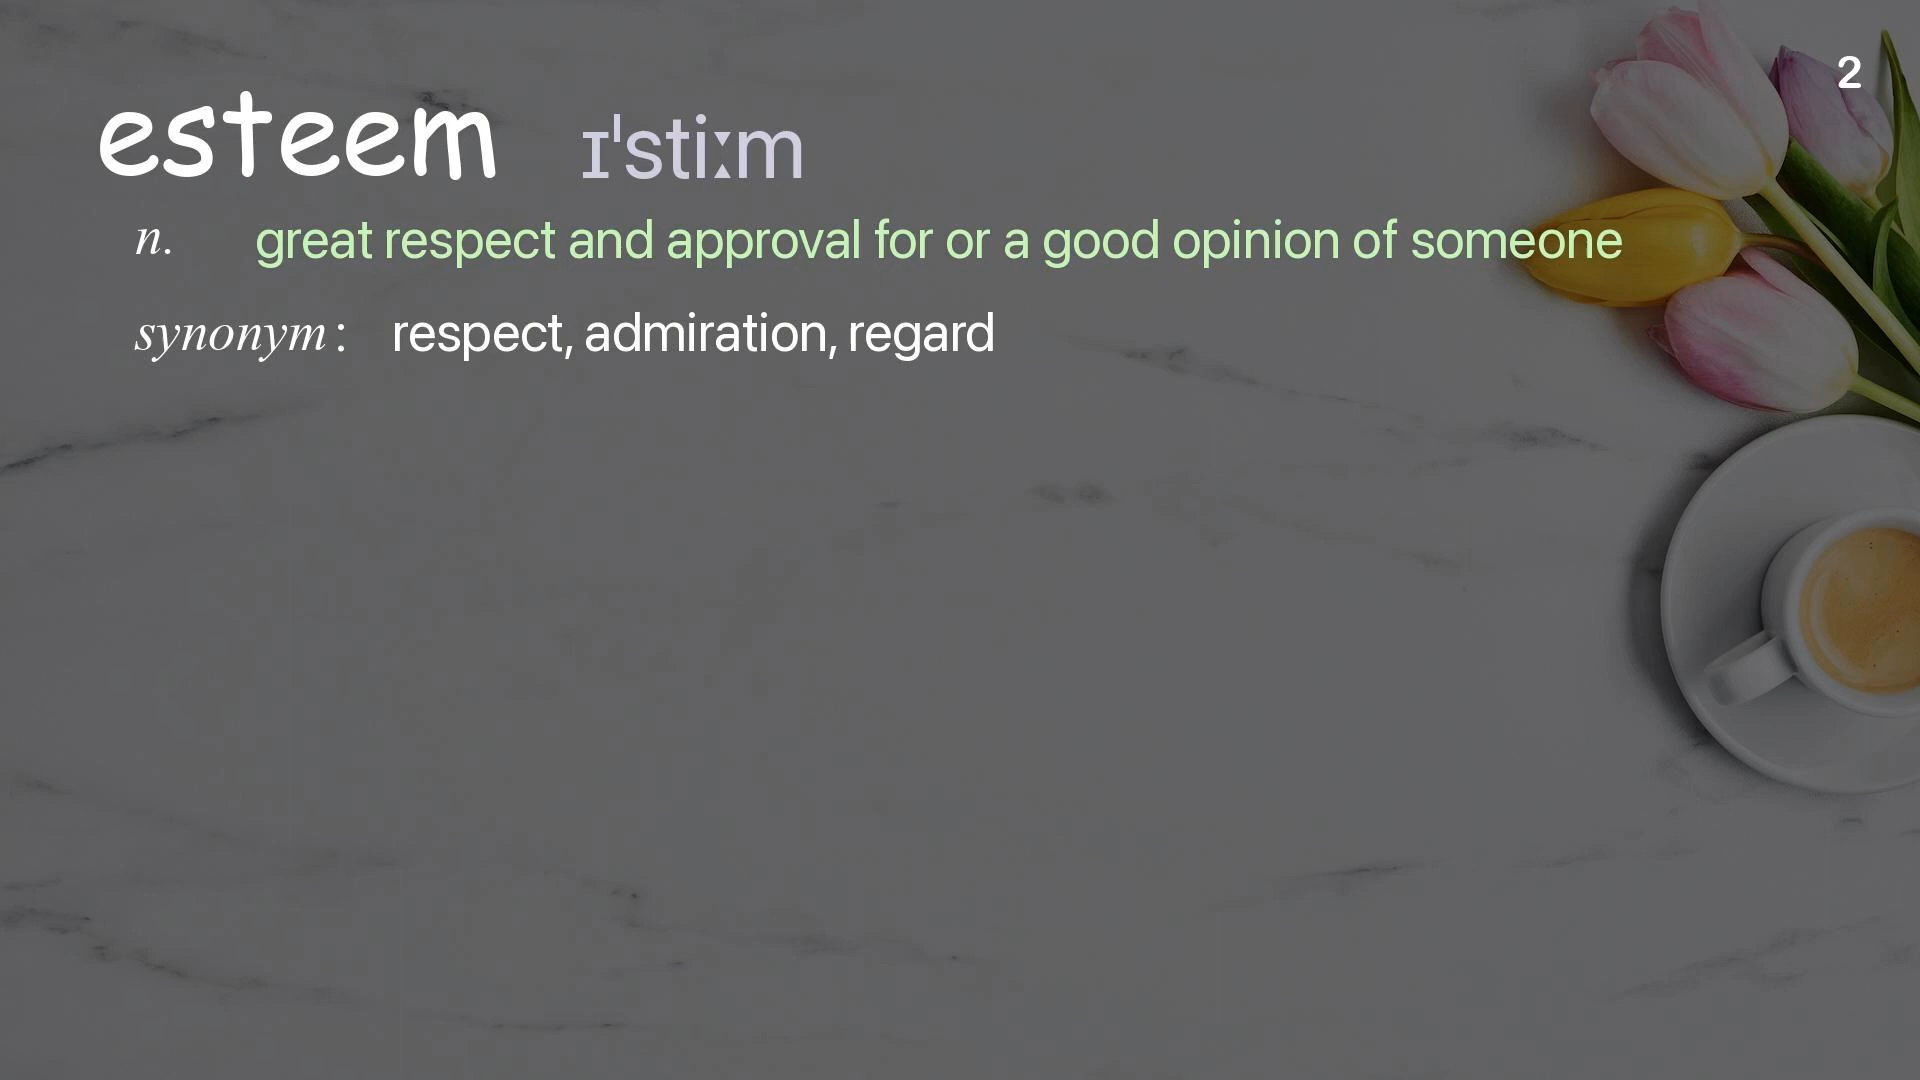 2
esteem ɪˈstiːm
n. great respect and approval for or a good opinion of someone
synonym: respect, admiration, regard